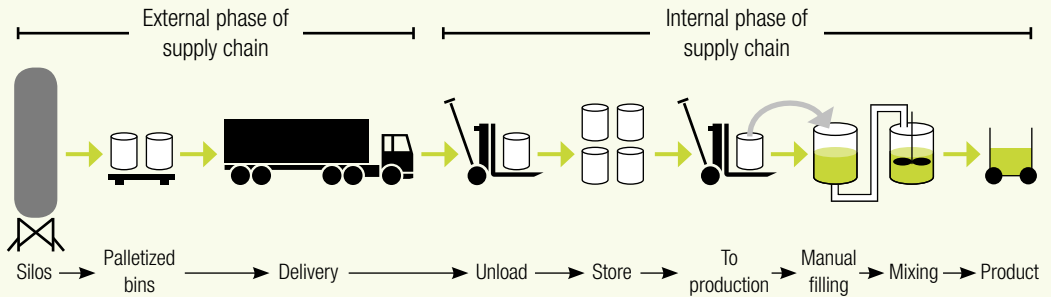 External phase of
supply chain
Internal phase of
supply chain
Silos
Palletized
bins
Delivery
Unload
Store
To
production
Manual
filling
Mixing
Product